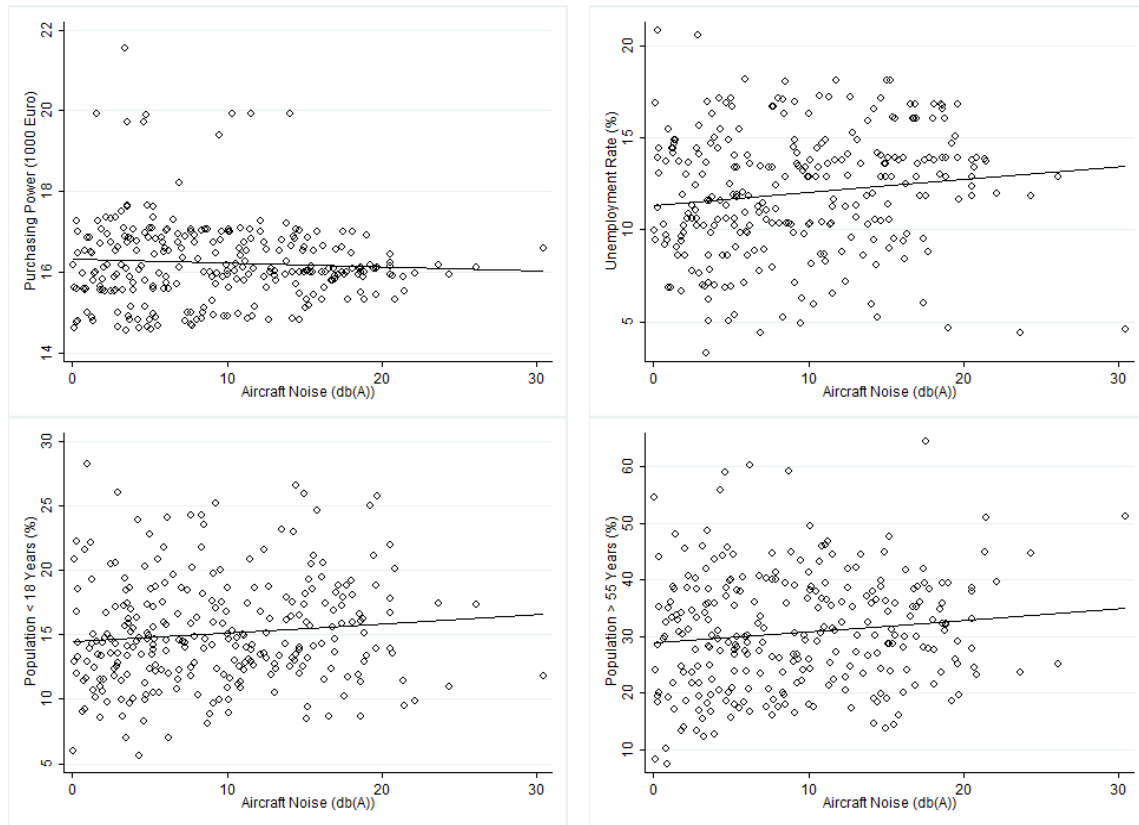 Purchasing Power (1000 Euro)
22
20
18
16
14
0 10 20 30
Aircraft Noise (db(A))
Unemployment Rate (%)
20
15
10
5
0 10 20 30
Aircraft Noise (db(A))
Population < 18 Years (%)
30
25
20
15
10
5
0 10 20 30
Aircraft Noise (db(A))
Population > 55 Years (%)
60
50
40
30
20
10
0 10 20 30
Aircraft Noise (db(A))